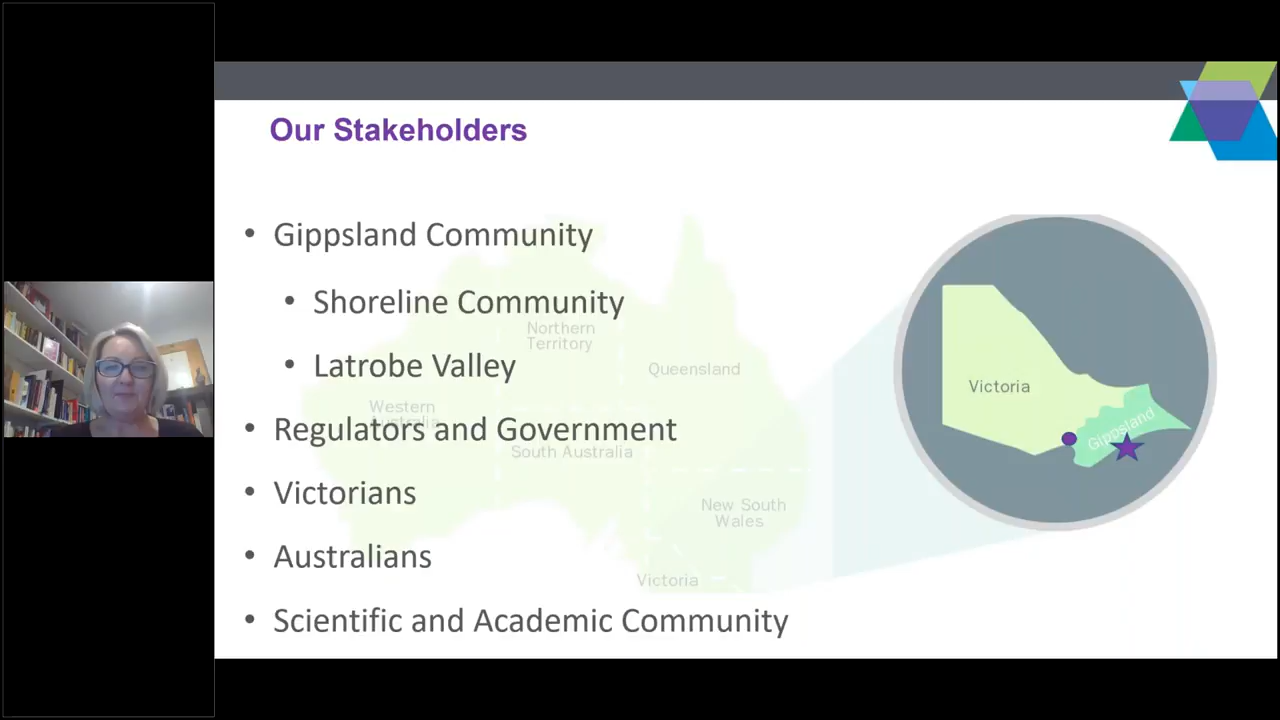 Our Stakeholders
• Gippsland Community
• Shoreline Community
• Latrobe Valley
• Regulators and Government
• Victorians
• Australians
• Scientific and Academic Community
Northern
Territory
Queensland
Western
Australia
South Australia
New South
Wales
Victoria
Victoria
Gippsland